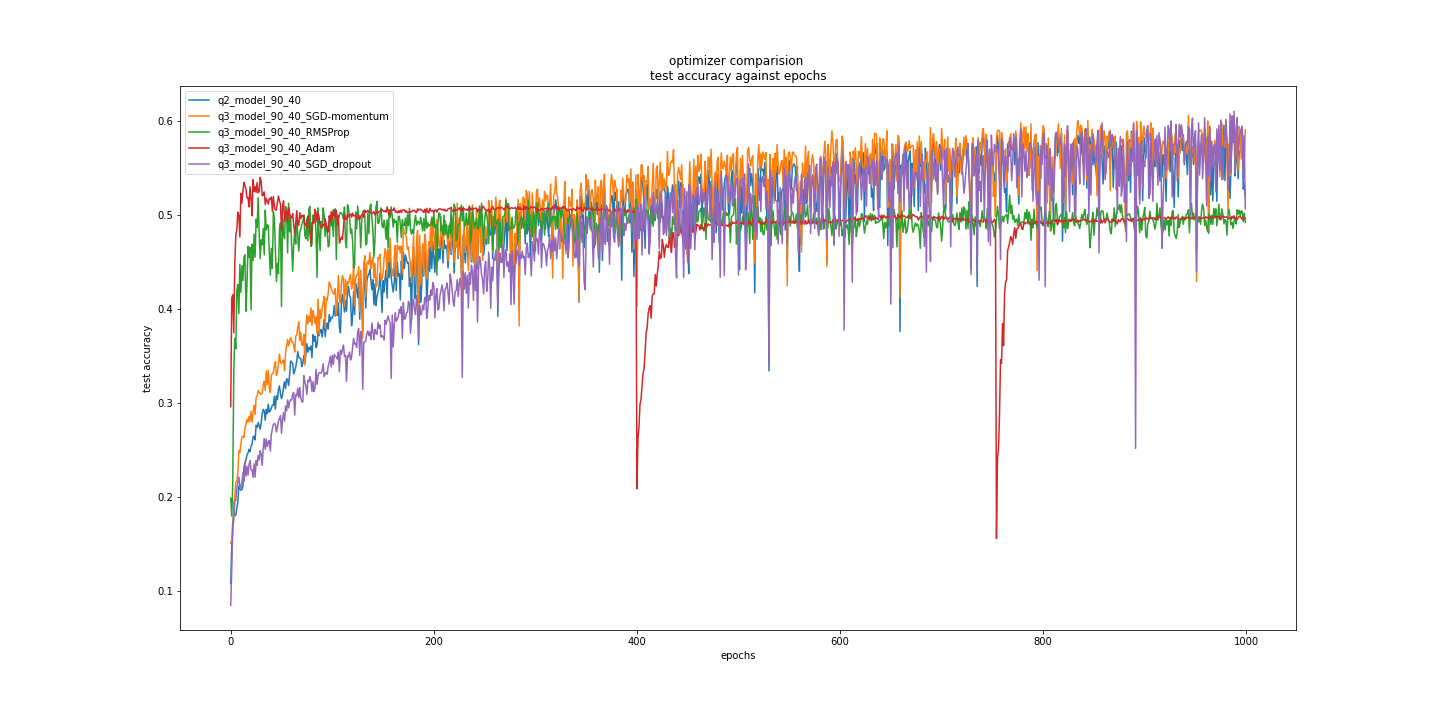 optimizer comparision
test accuracy against epochs
q2_model_90_40
q3_model_90_40_SGD-momentum
q3_model_90_40_RMSProp
q3_model_90_40_Adam
q3_model_90_40_SGD_dropout
test accuracy
0.6
0.5
0.4
0.3
0.2
0.1
0
200
400
600
800
1000
epochs